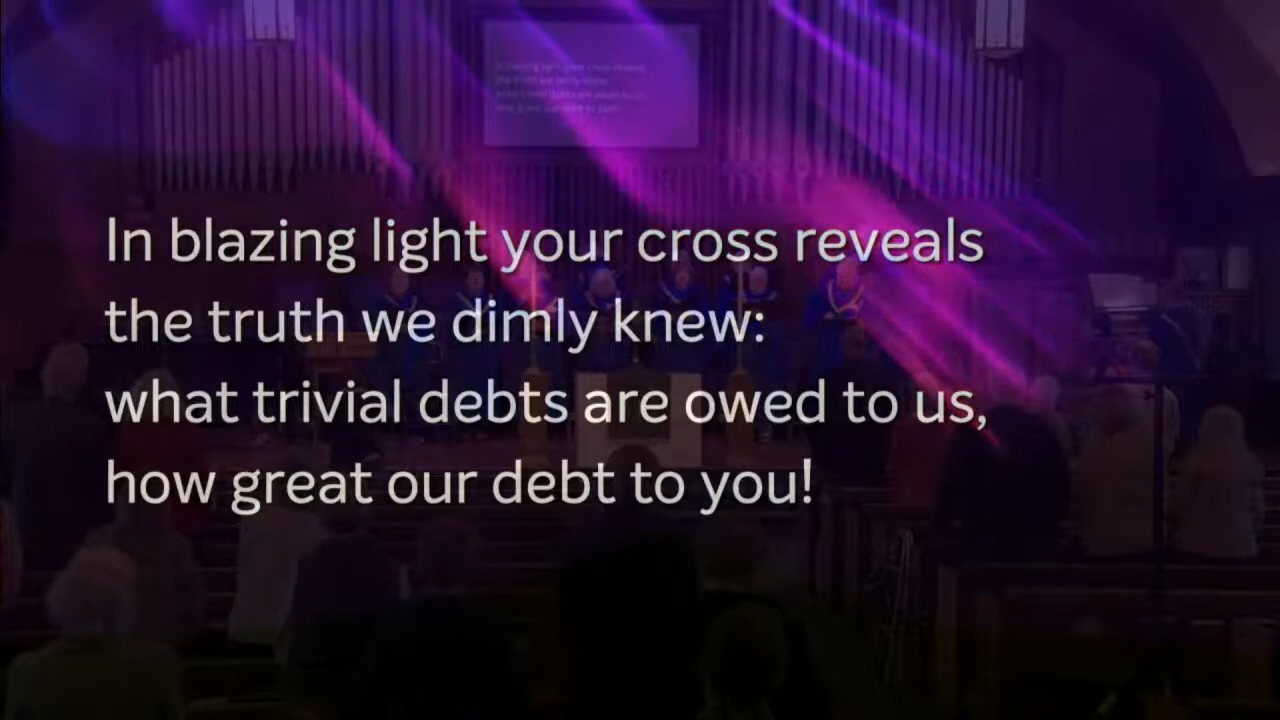 In blazing light your cross reveals
the truth we dimly knew:
what trivial debts are owed to us,
how great our debt to you!